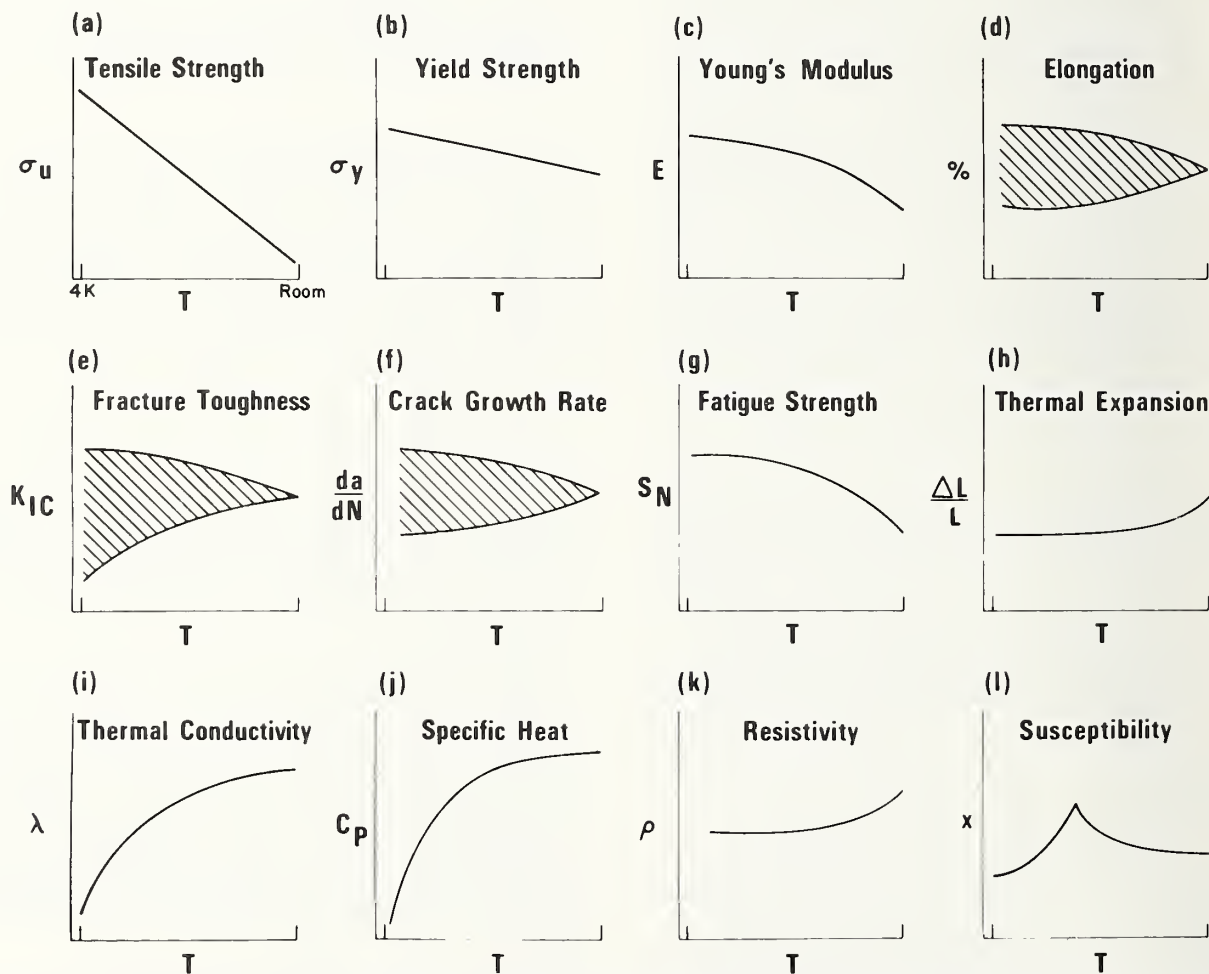 (a)
Tensile Strength
σu
4K
Room
T
(b)
Yield Strength
σy
T
(c)
Young's Modulus
E
T
(d)
Elongation
%
T
(e)
Fracture Toughness
KIC
T
(f)
Crack Growth Rate
da
dN
T
(g)
Fatigue Strength
SN
T
(h)
Thermal Expansion
ΔL
L
T
(i)
Thermal Conductivity
λ
T
(j)
Specific Heat
CP
T
(k)
Resistivity
ρ
T
(l)
Susceptibility
x
T